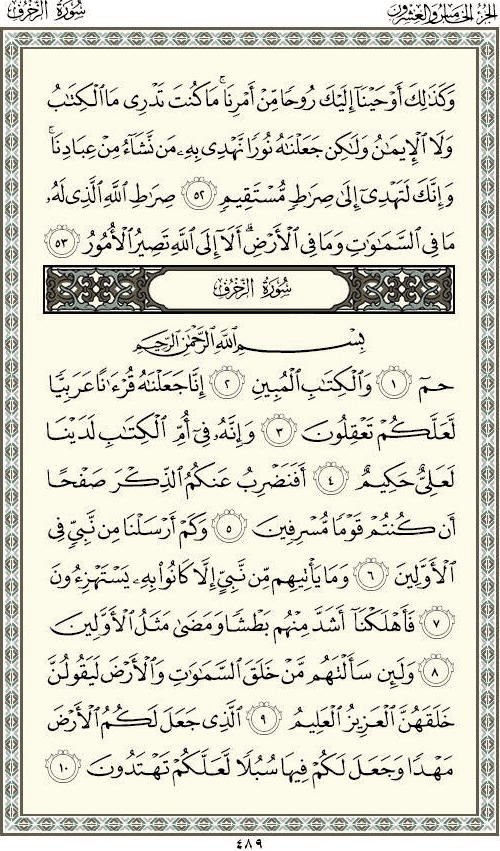 الجزء الخامس والعشرون
سورة الزخرف
وَكَذَٰلِكَ أَوْحَيْنَآ إِلَيْكَ رُوحًا مِّنْ أَمْرِنَا ۚ مَا كُنتَ تَدْرِى مَا ٱلْكِتَٰبُ
وَلَا ٱلْإِيمَٰنُ وَلَٰكِن جَعَلْنَٰهُ نُورًا نَّهْدِى بِهِۦ مَن نَّشَآءُ مِنْ عِبَادِنَا ۚ
وَإِنَّكَ لَتَهْدِىٓ إِلَىٰ صِرَٰطٍ مُّسْتَقِيمٍ ٥٢ صِرَٰطِ ٱللَّهِ ٱلَّذِى لَهُۥ
مَا فِى ٱلسَّمَٰوَٰتِ وَمَا فِى ٱلْأَرْضِ ۗ أَلَآ إِلَى ٱللَّهِ تَصِيرُ ٱلْأُمُورُ ٥٣
سُورَةُ الزُّخْرُفِ
بِسْمِ ٱللَّهِ ٱلرَّحْمَٰنِ ٱلرَّحِيمِ
حمٓ ١ وَٱلْكِتَٰبِ ٱلْمُبِينِ ٢ إِنَّا جَعَلْنَٰهُ قُرْءَٰنًا عَرَبِيًّا
لَّعَلَّكُمْ تَعْقِلُونَ ٣ وَإِنَّهُۥ فِىٓ أُمِّ ٱلْكِتَٰبِ لَدَيْنَا
لَعَلِىٌّ حَكِيمٌ ٤ أَفَنَضْرِبُ عَنكُمُ ٱلذِّكْرَ صَفْحًا
أَن كُنتُمْ قَوْمًا مُّسْرِفِينَ ٥ وَكَمْ أَرْسَلْنَا مِن نَّبِىٍّ فِى
ٱلْأَوَّلِينَ ٦ وَمَا يَأْتِيهِم مِّن نَّبِىٍّ إِلَّا كَانُوا۟ بِهِۦ يَسْتَهْزِءُونَ
٧ فَأَهْلَكْنَآ أَشَدَّ مِنْهُم بَطْشًا وَمَضَىٰ مَثَلُ ٱلْأَوَّلِينَ
٨ وَلَئِن سَأَلْتَهُم مَّنْ خَلَقَ ٱلسَّمَٰوَٰتِ وَٱلْأَرْضَ لَيَقُولُنَّ
خَلَقَهُنَّ ٱلْعَزِيزُ ٱلْعَلِيمُ ٩ ٱلَّذِى جَعَلَ لَكُمُ ٱلْأَرْضَ
مَهْدًا وَجَعَلَ لَكُمْ فِيهَا سُبُلًا لَّعَلَّكُمْ تَهْتَدُونَ ١٠
٤٨٩